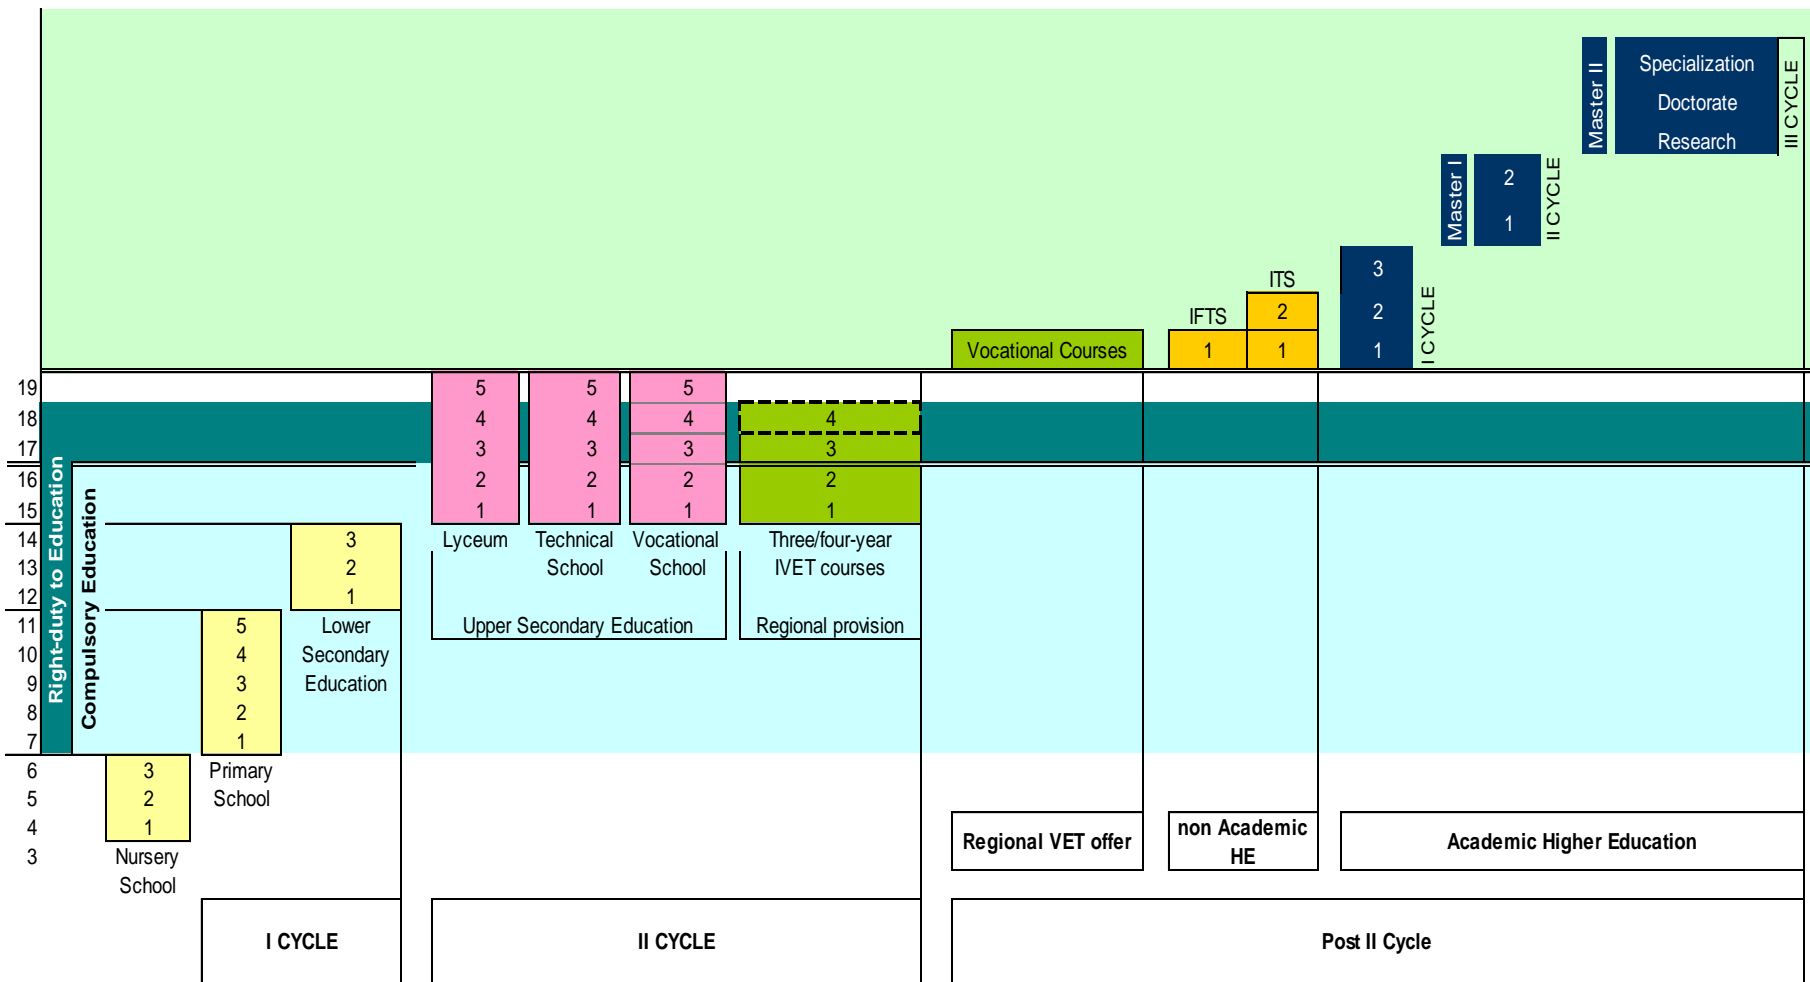 Master II
Specialization
Doctorate
Research
III CYCLE
Master I
2
1
II CYCLE
3
2
1
I CYCLE
ITS
2
1
IFTS
1
Vocational Courses
19
18
17
16
15
14
13
12
11
10
9
8
7
6
5
4
3
Right-duty to Education
Compulsory Education
3
2
1
Nursery
School
5
4
3
2
1
Primary
School
3
2
1
Lower
Secondary
Education
5
4
3
2
1
Lyceum
5
4
3
2
1
Technical
School
5
4
3
2
1
Vocational
School
Upper Secondary Education
4
3
2
1
Three/four-year
IVET courses
Regional provision
Regional VET offer
non Academic
HE
Academic Higher Education
I CYCLE
II CYCLE
Post II Cycle